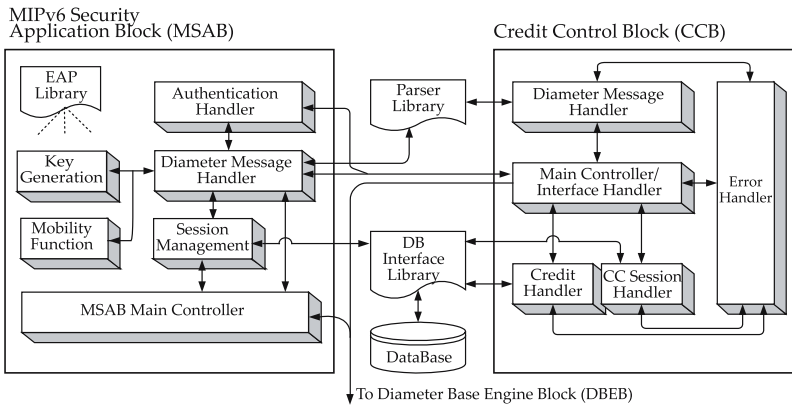 MIPv6 Security
Application Block (MSAB)
Credit Control Block (CCB)
EAP
Library
Authentication
Handler
Parser
Library
Diameter Message
Handler
Key
Generation
Diameter Message
Handler
Main Controller/
Interface Handler
Error
Handler
Mobility
Function
Session
Management
DB
Interface
Library
Credit
Handler
CC Session
Handler
MSAB Main Controller
DataBase
To Diameter Base Engine Block (DBEB)